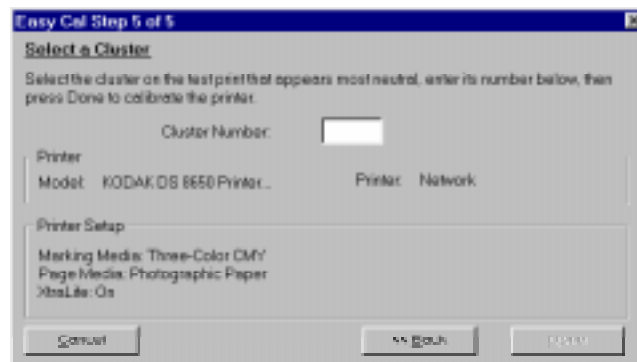 Easy Cal Step 5 of 5
Select a Cluster
Select the cluster on the test print that appears most neutral, enter its number below, then
press Done to calibrate the printer.
Cluster Number:
Printer
Model: KODAK DS 8650 Printer...
Printer: Network
Printer Setup
Marking Media: Three-Color CMY
Page Media: Photographic Paper
XtraLife: On
Cancel
<< Back